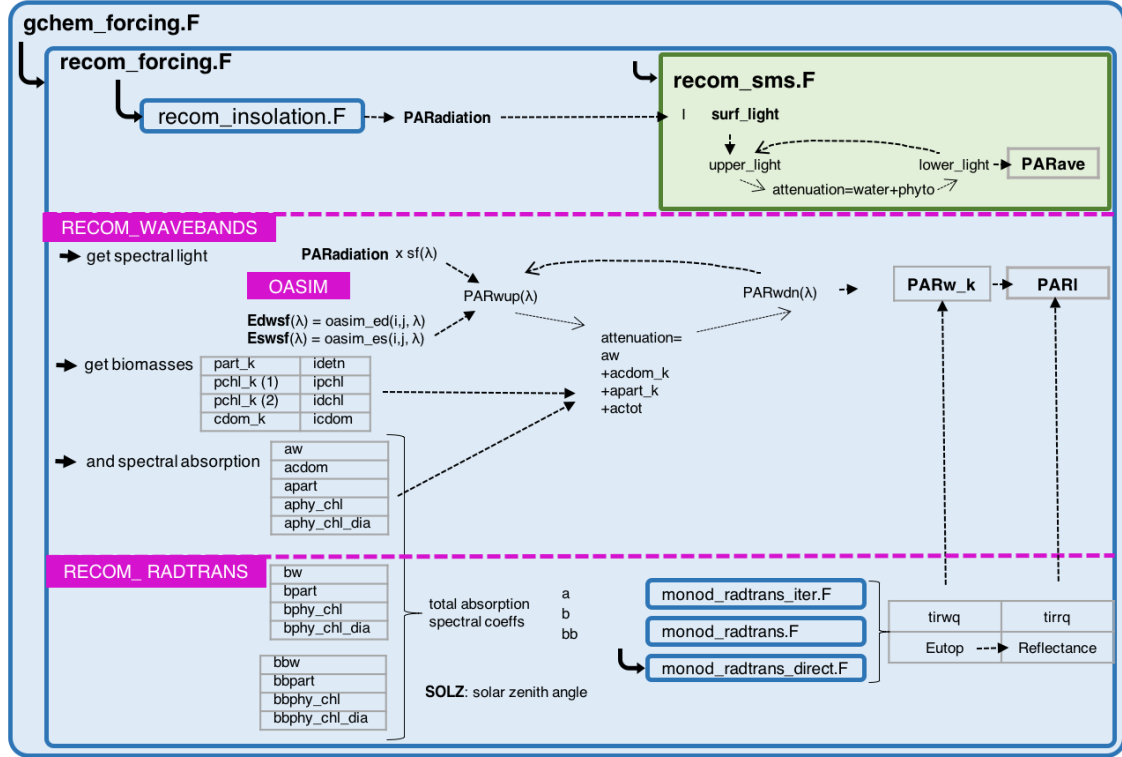 gchem_forcing.F
recom_forcing.F
recom_insolation.F
PARadiation
recom_sms.F
I surf_light
upper_light
lower_light
PARave
attenuation=water+phyto
RECOM_WAVEBANDS
get spectral light
PARadiation x sf(λ)
OASIM
PARwup(λ)
PARwdn(λ)
PARw_k
PARI
Edwsf(λ) = oasim_ed(i,j, λ)
Eswsf(λ) = oasim_es(i,j, λ)
attenuation=
aw
+acdom_k
+apart_k
+actot
get biomasses
part_k idetn
pchl_k (1) ipchl
pchl_k (2) idchl
cdom_k icdom
and spectral absorption
aw
acdom
apart
aphy_chl
aphy_chl_dia
RECOM_ RADTRANS
bw
bpart
bphy_chl
bphy_chl_dia
bbw
bbpart
bbphy_chl
bbphy_chl_dia
total absorption
spectral coeffs
a
b
bb
SOLZ: solar zenith angle
monod_radtrans_iter.F
monod_radtrans.F
monod_radtrans_direct.F
tirwq tirrq
Eutop Reflectance